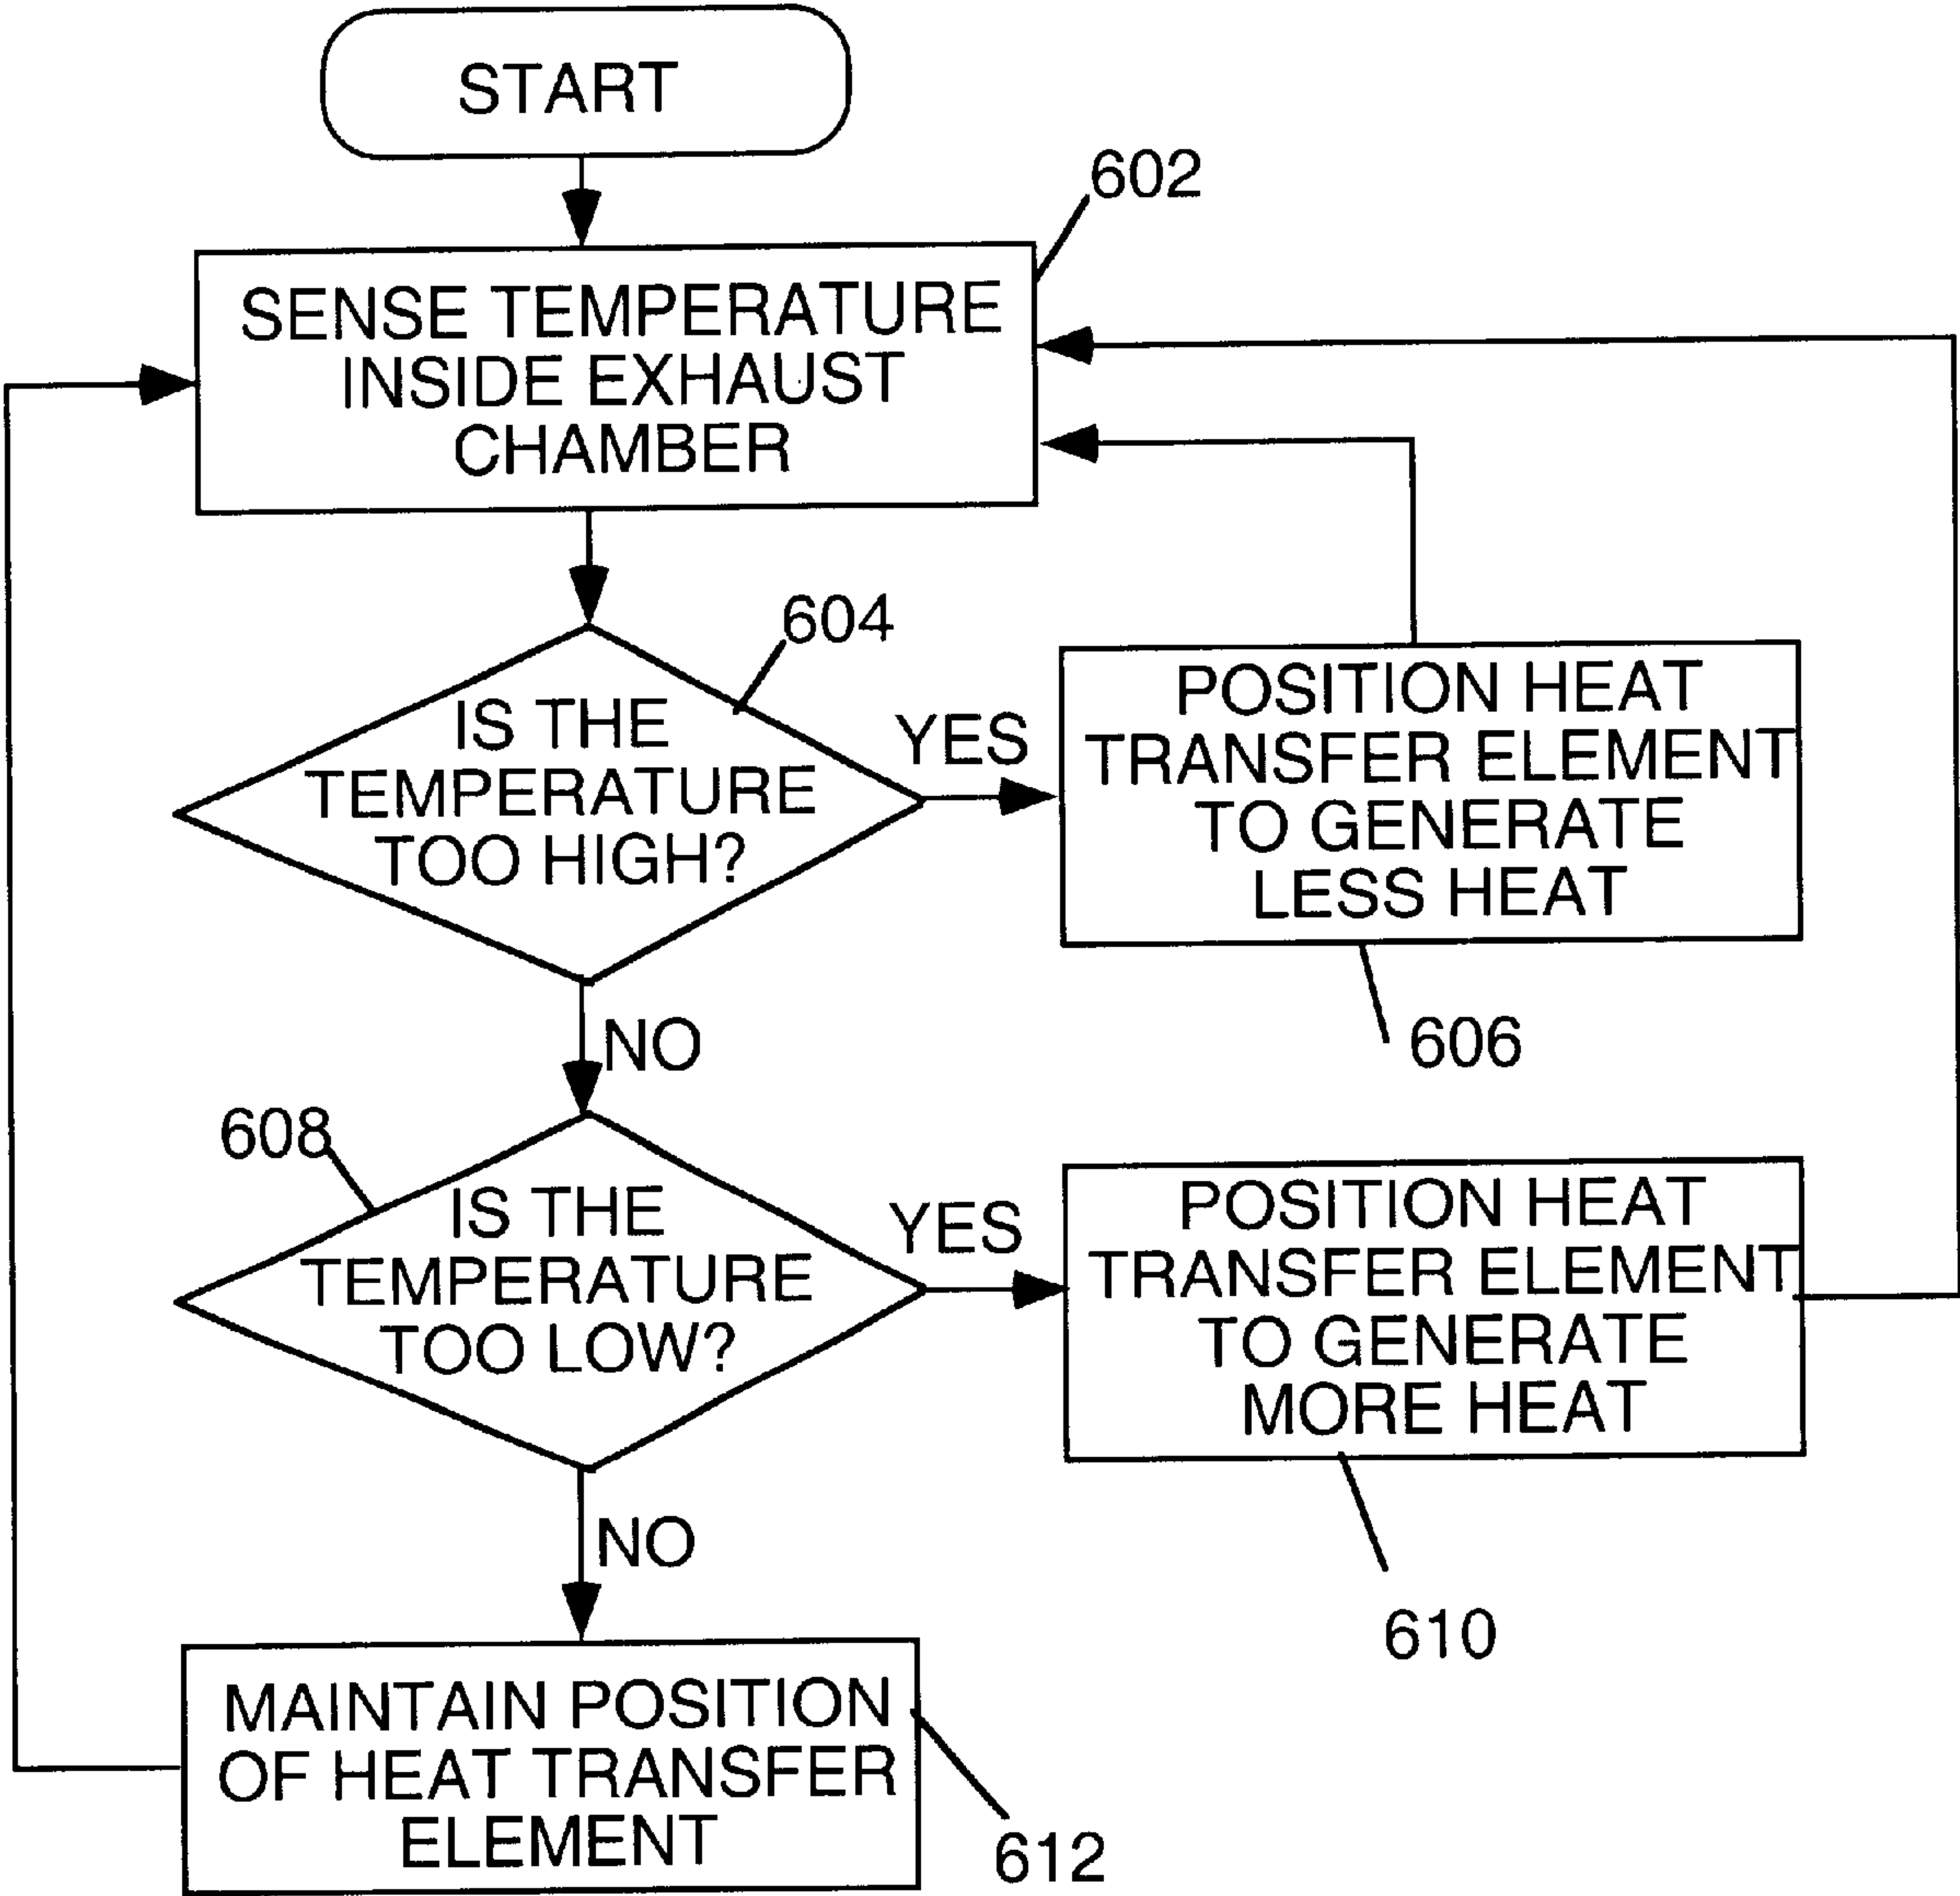 START
602
SENSE TEMPERATURE
INSIDE EXHAUST
CHAMBER
604
IS THE
TEMPERATURE
TOO HIGH?
YES
POSITION HEAT
TRANSFER ELEMENT
TO GENERATE
LESS HEAT
606
NO
608
IS THE
TEMPERATURE
TOO LOW?
YES
POSITION HEAT
TRANSFER ELEMENT
TO GENERATE
MORE HEAT
610
NO
MAINTAIN POSITION
OF HEAT TRANSFER
ELEMENT
612